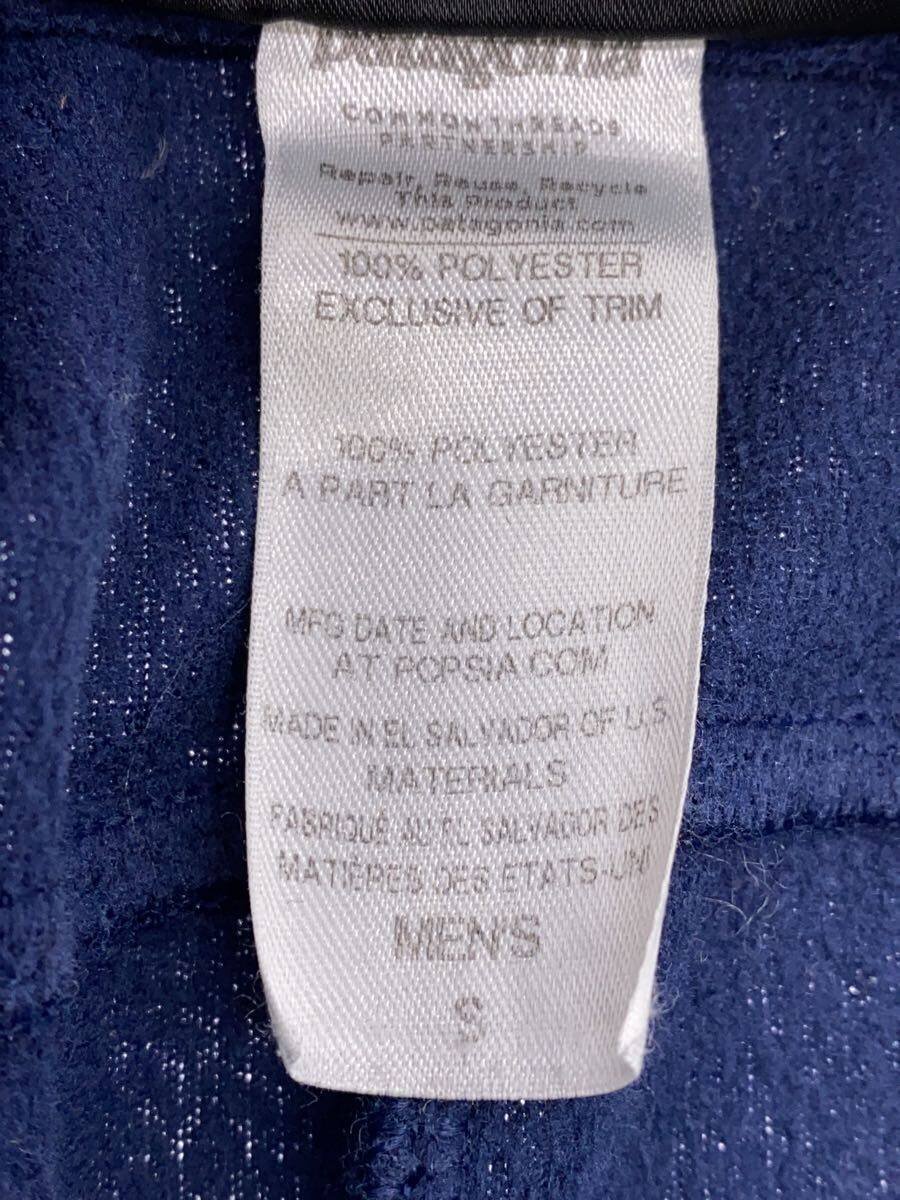 patagonia
COMMON THREADS
PARTNERSHIP
Repair, Reuse, Recycle
This Product
www.patagonia.com
100% POLYESTER
EXCLUSIVE OF TRIM
100% POLYESTER
A PART LA GARNITURE
MFG DATE AND LOCATION
AT POPSIA.COM
MADE IN EL SALVADOR OF U.S.
MATERIALS
FABRIQUÉ AU EL SALVADOR DES
MATIÈRES DES ETATS-UNI
MEN'S
S